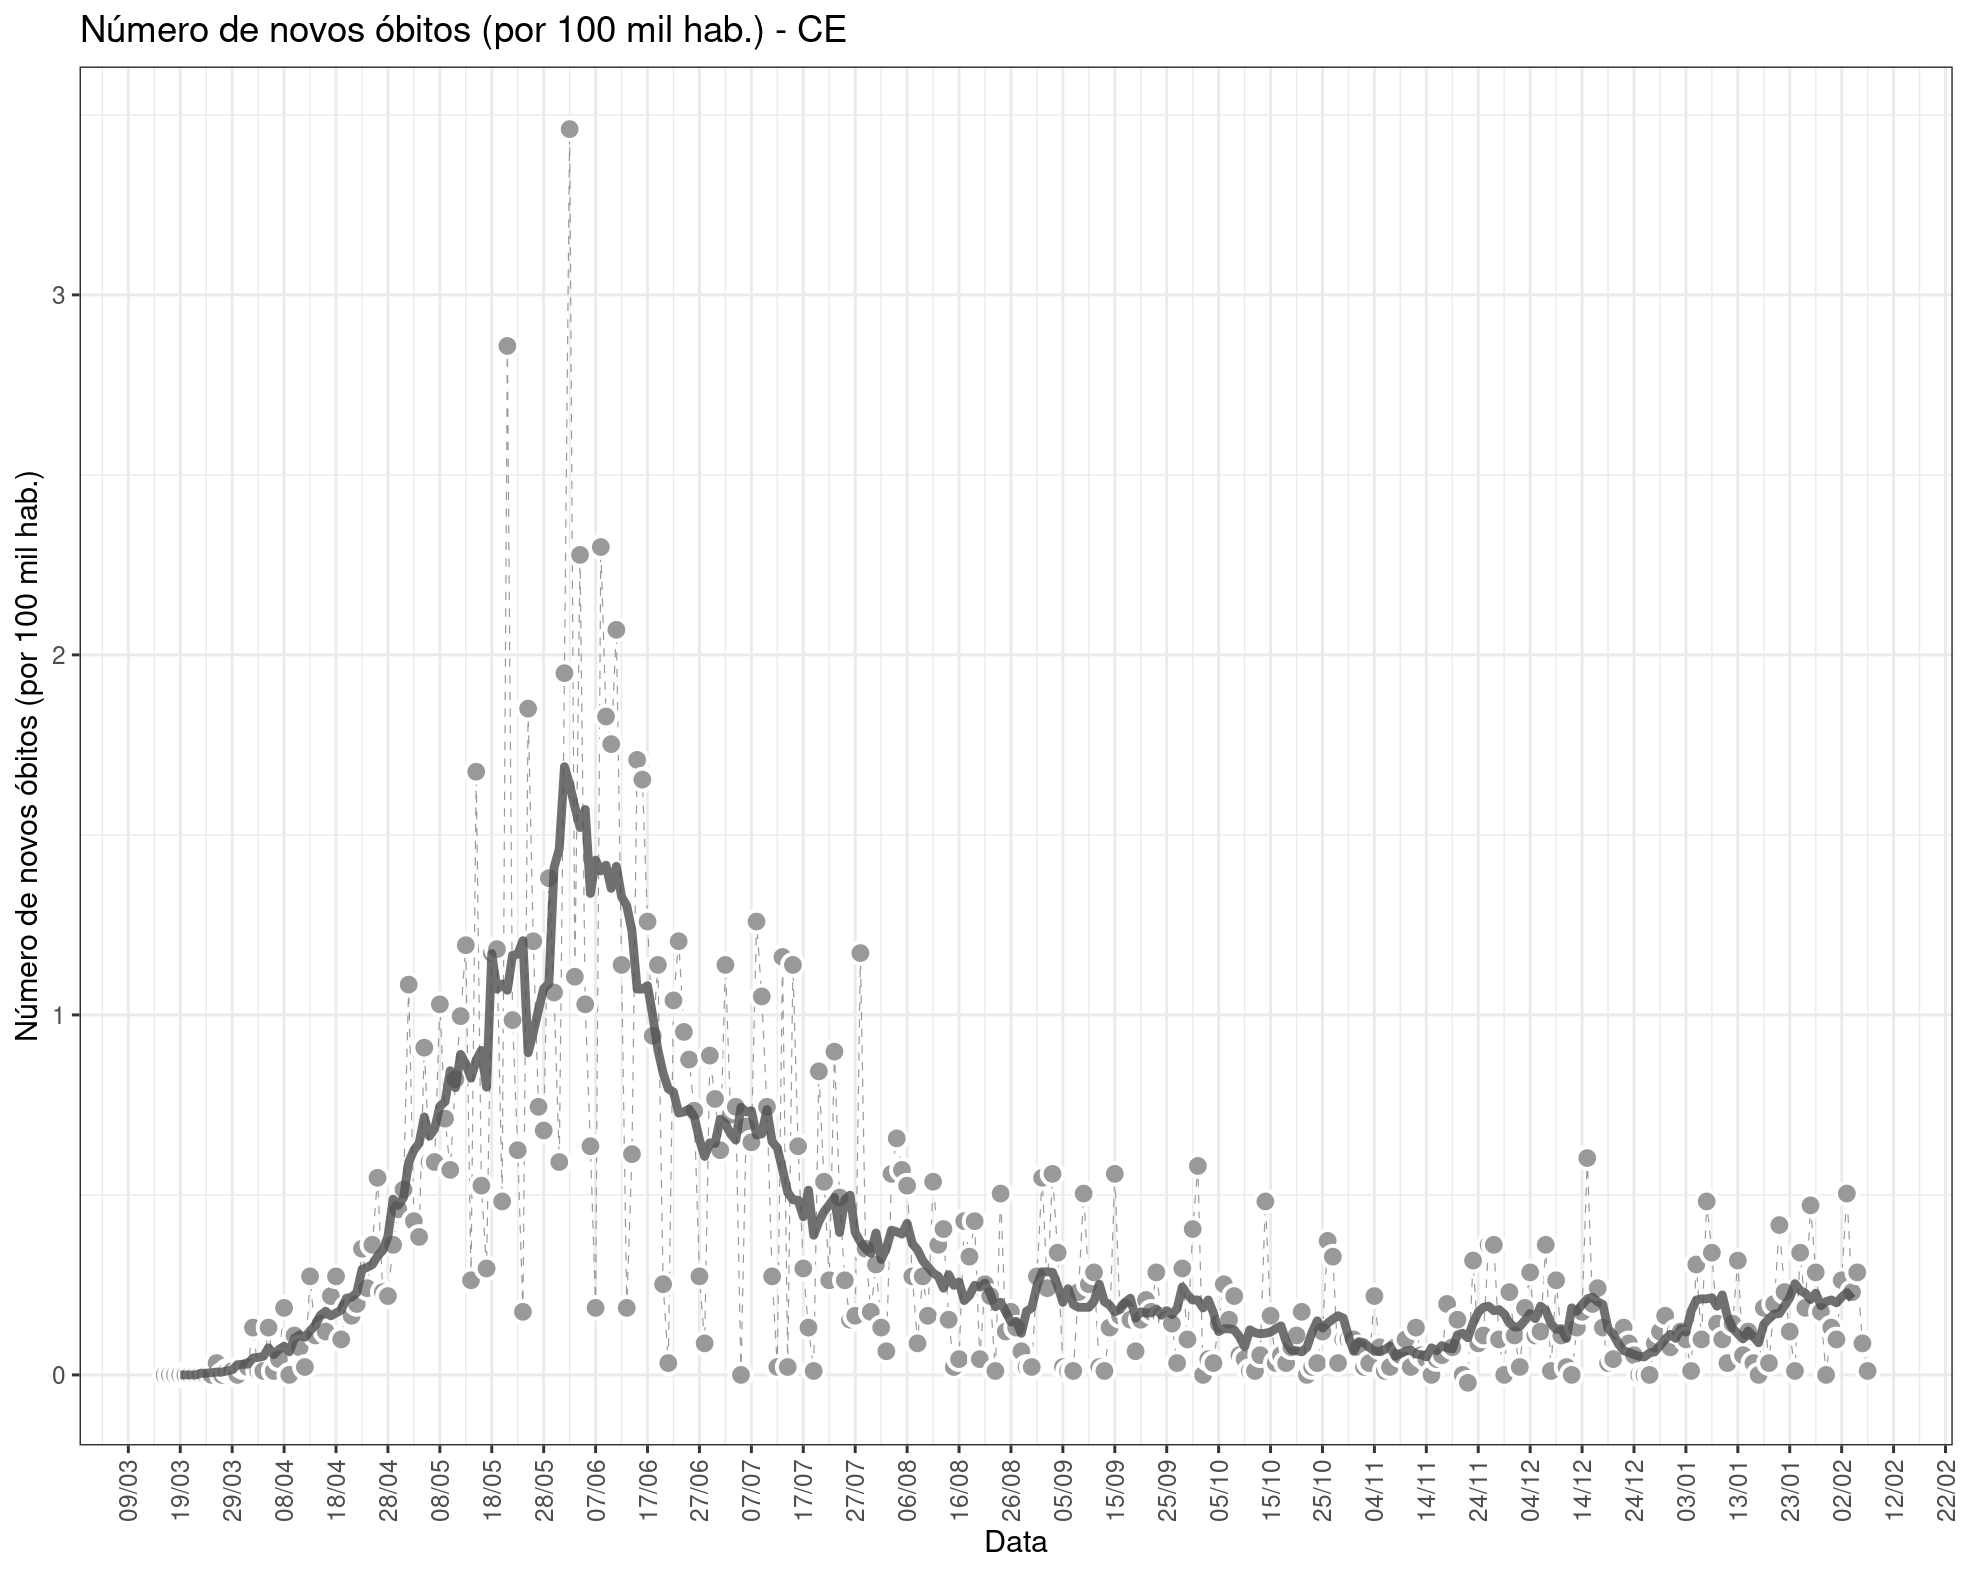 Número de novos óbitos (por 100 mil hab.) - CE
Número de novos óbitos (por 100 mil hab.)
3
2
1
0
09/03 19/03 29/03 08/04 18/04 28/04 08/05 18/05 28/05 07/06 17/06 27/06 07/07 17/07 27/07 06/08 16/08 26/08 05/09 15/09 25/09 05/10 15/10 25/10 04/11 14/11 24/11 04/12 14/12 24/12 03/01 13/01 23/01 02/02 12/02 22/02
Data